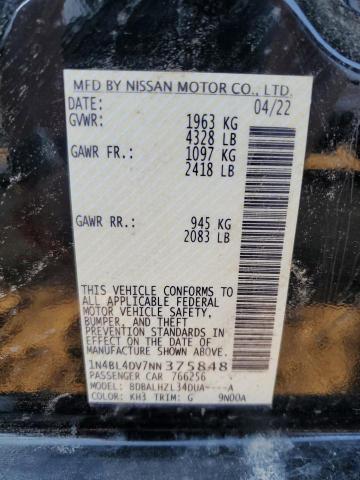 MFD BY NISSAN MOTOR CO., LTD.
DATE: 04/22
GVWR: 1963 KG
4328 LB
GAWR FR.: 1097 KG
2418 LB
GAWR RR.: 945 KG
2083 LB
THIS VEHICLE CONFORMS TO
ALL APPLICABLE FEDERAL
MOTOR VEHICLE SAFETY,
BUMPER, AND THEFT
PREVENTION STANDARDS IN
EFFECT ON THE DATE OF
MANUFACTURE SHOWN ABOVE.
1N4BL4DV7NN375848
PASSENGER CAR 766256
MODEL: BDBALHZL34DUA----A
COLOR: KH3 TRIM: G 9N00A